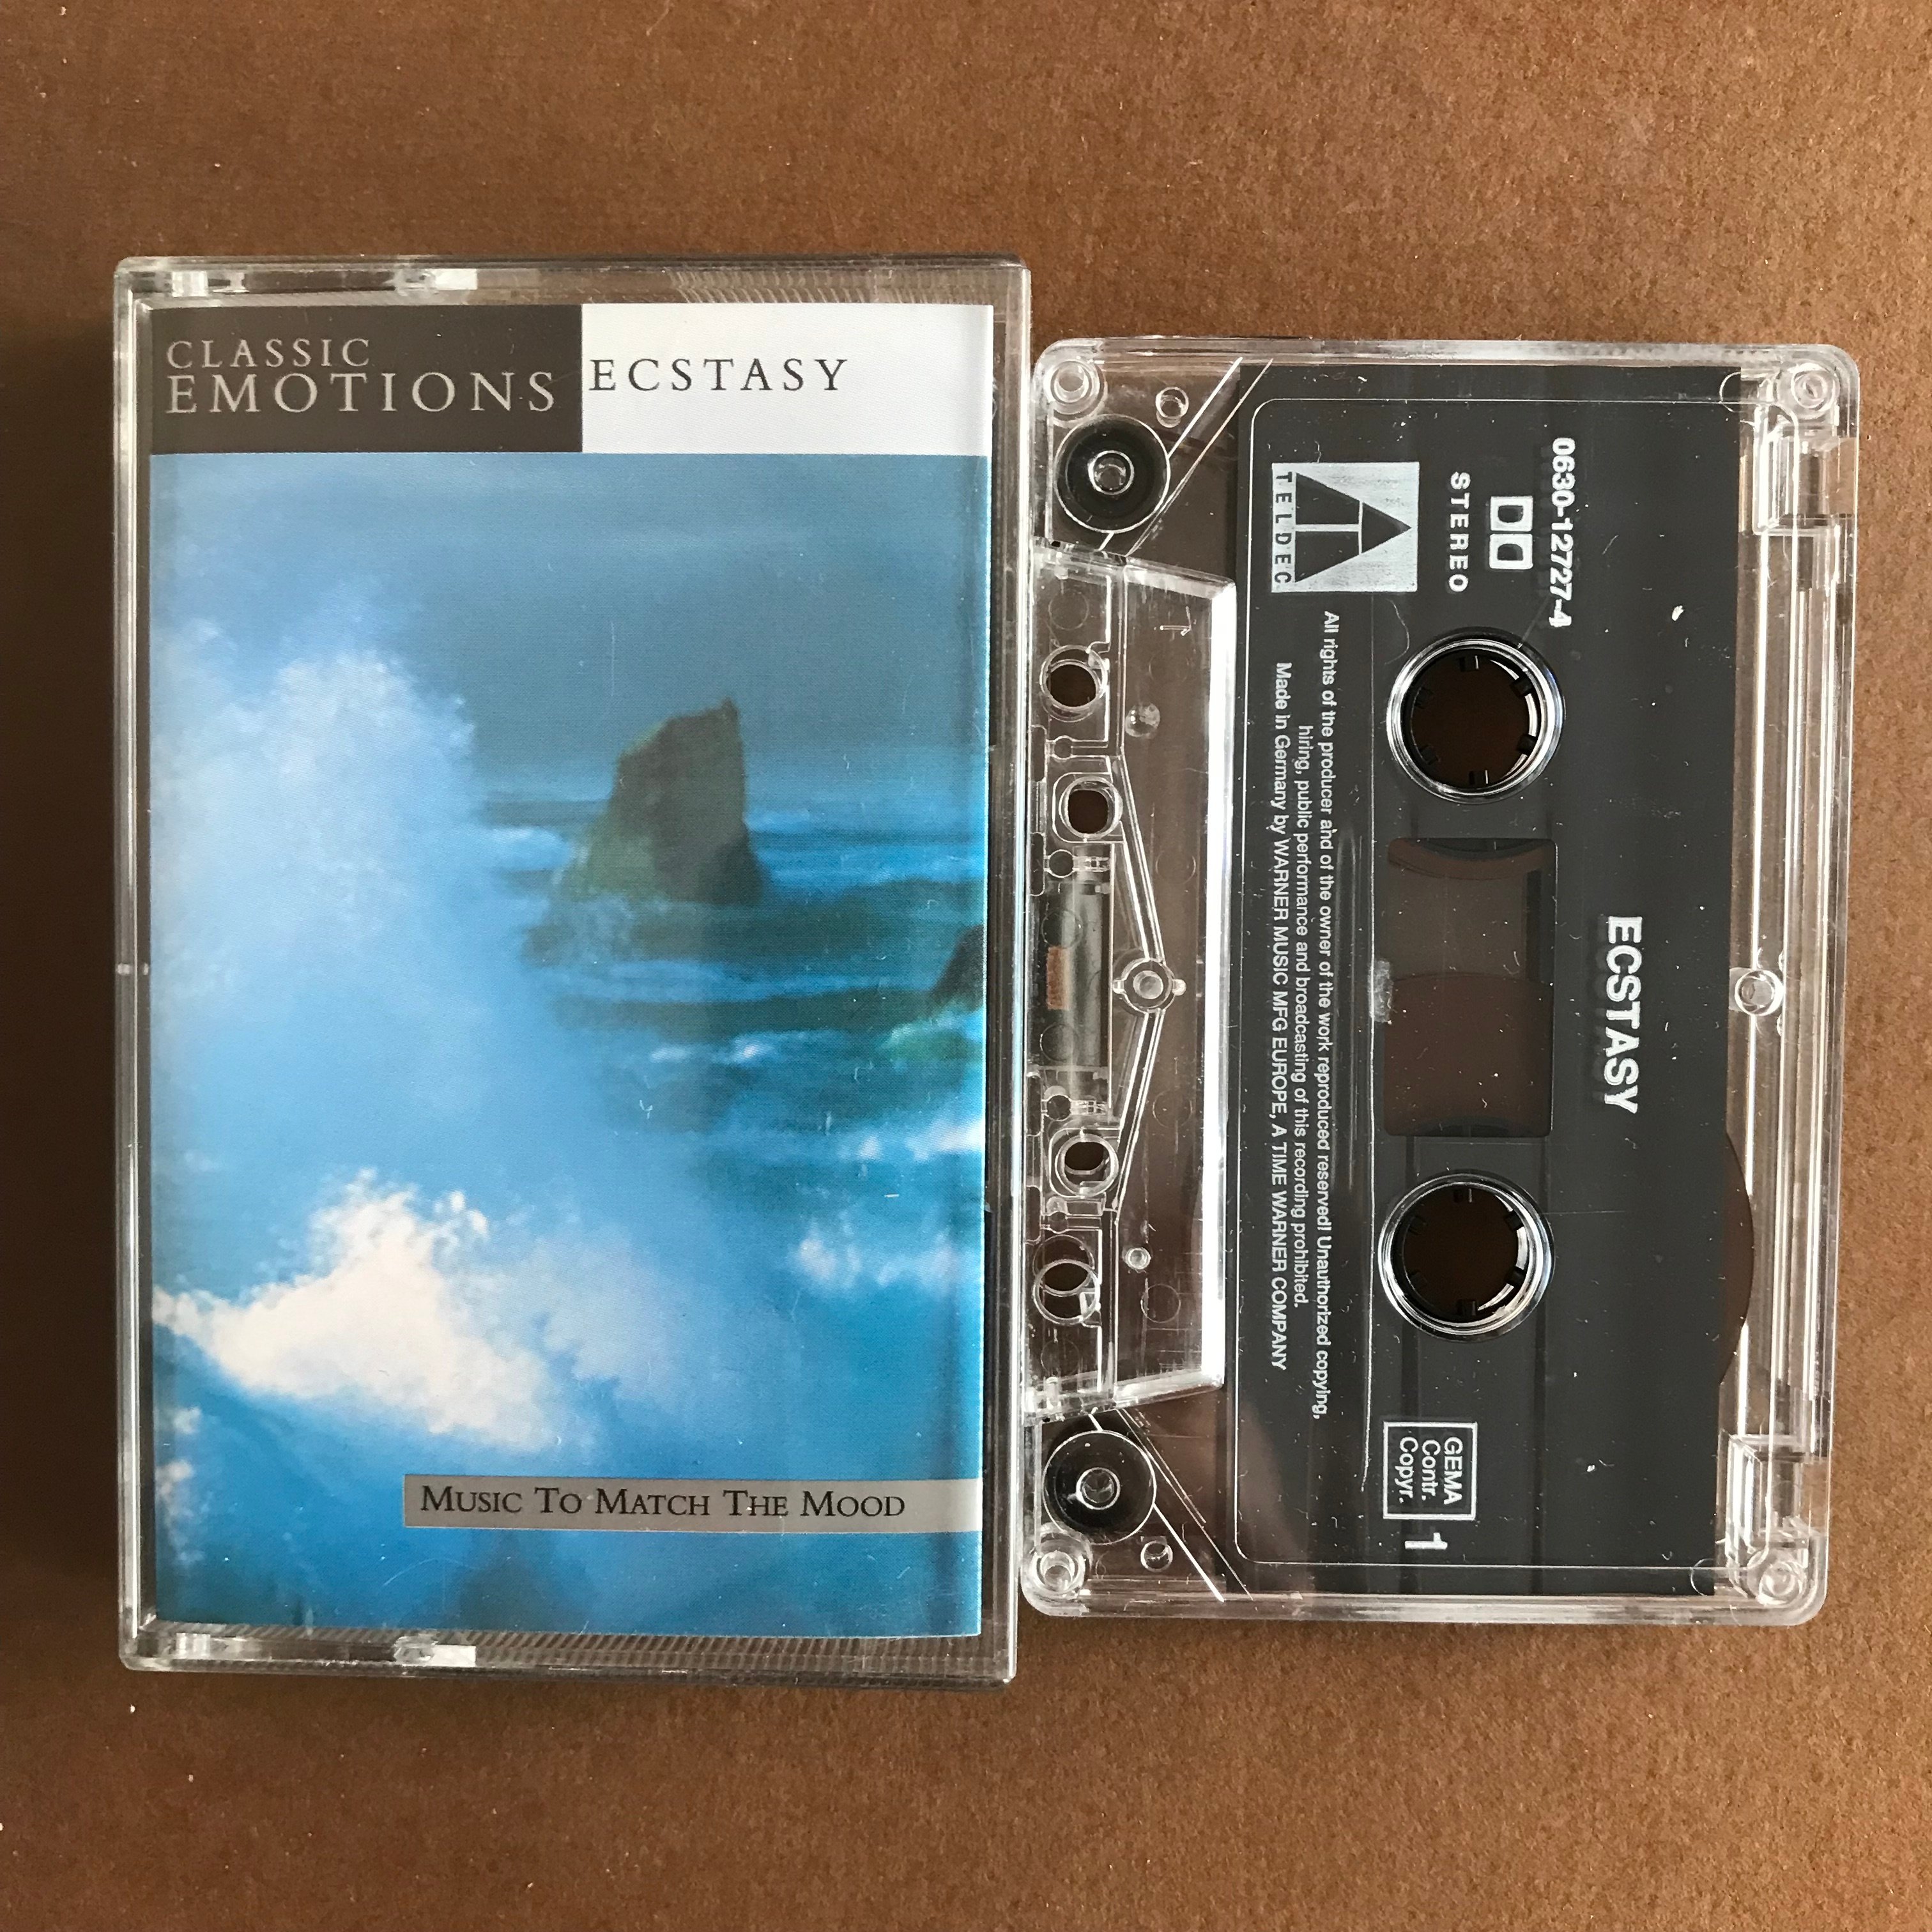 CLASSIC
EMOTIONS
ECSTASY
MUSIC TO MATCH THE MOOD
ECSTASY
0630-12727-4
STEREO
TELDEC
All rights of the producer and of the owner of the work reproduced reserved! Unauthorized copying,
hiring, public performance and broadcasting of this recording prohibited.
Made in Germany by WARNER MUSIC MFG EUROPE, A TIME WARNER COMPANY
GEMA
Contr.
Copyr.
1
1